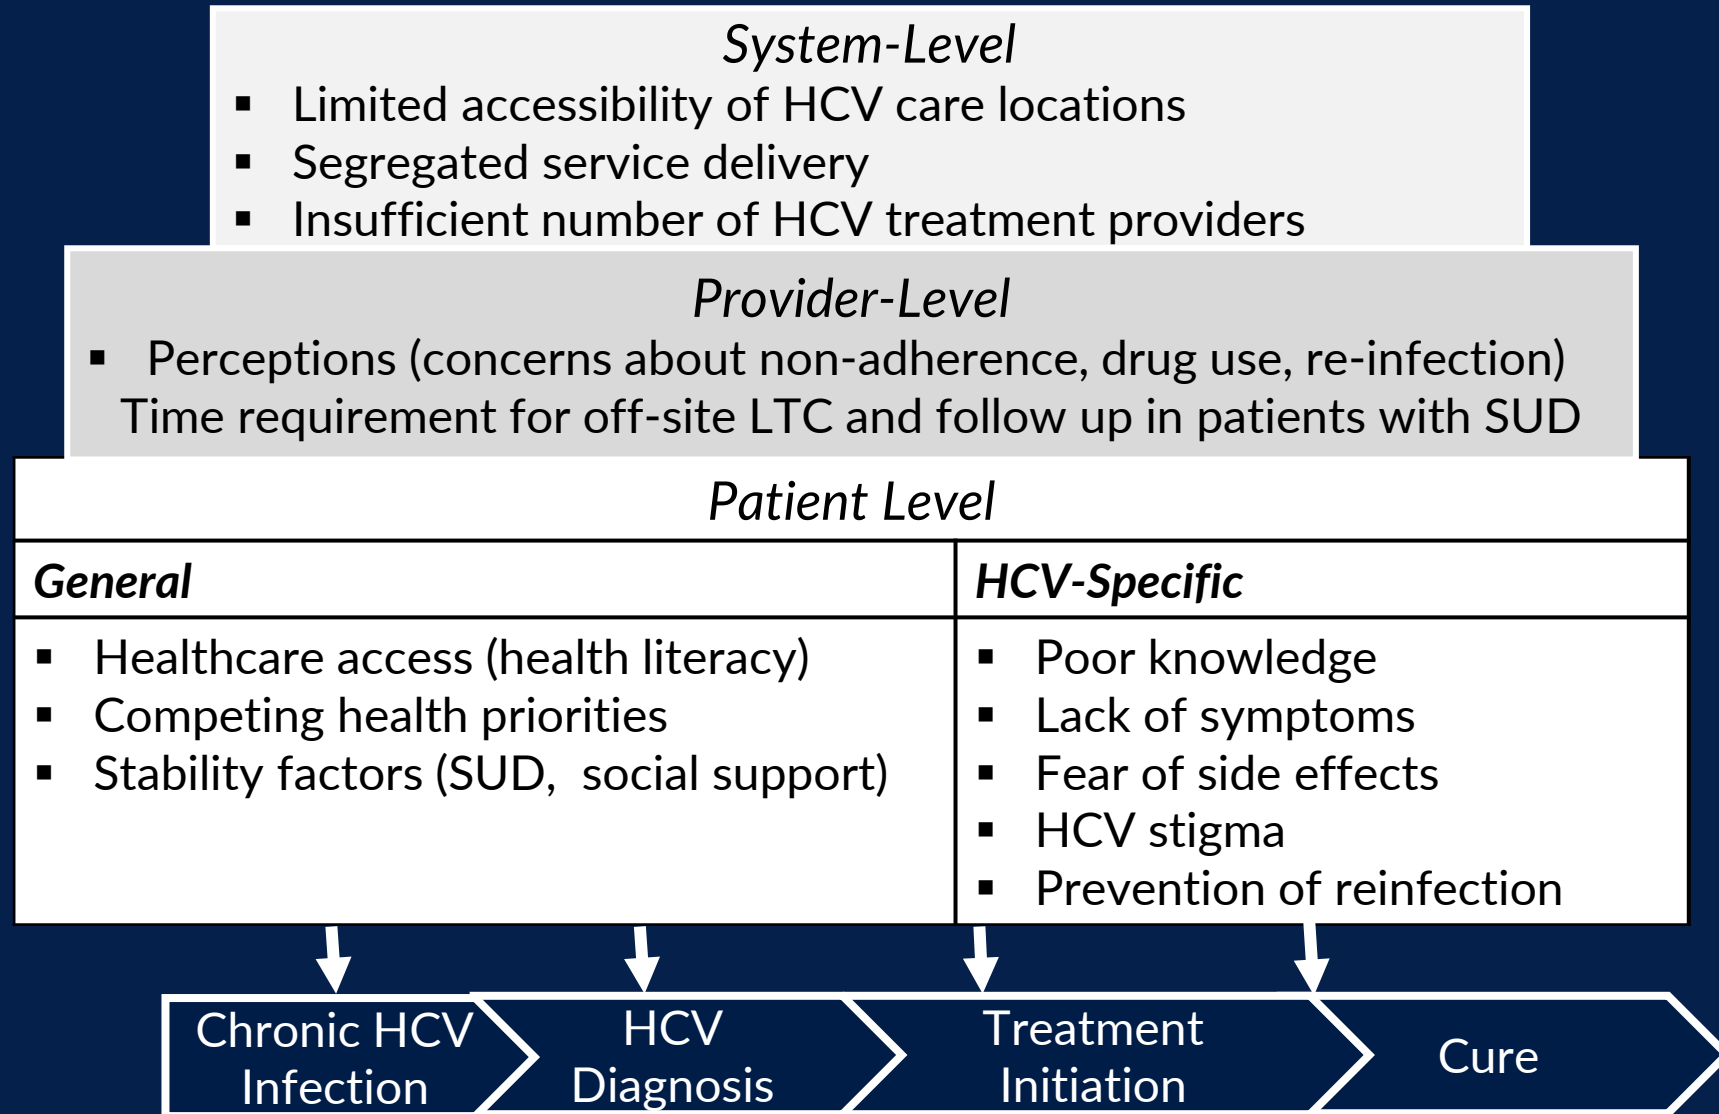 System-Level
▪ Limited accessibility of HCV care locations
▪ Segregated service delivery
▪ Insufficient number of HCV treatment providers
Provider-Level
▪ Perceptions (concerns about non-adherence, drug use, re-infection)
Time requirement for off-site LTC and follow up in patients with SUD
Patient Level
General
▪ Healthcare access (health literacy)
▪ Competing health priorities
▪ Stability factors (SUD,  social support)
HCV-Specific
▪ Poor knowledge
▪ Lack of symptoms
▪ Fear of side effects
▪ HCV stigma
▪ Prevention of reinfection
Chronic HCV
Infection
HCV
Diagnosis
Treatment
Initiation
Cure